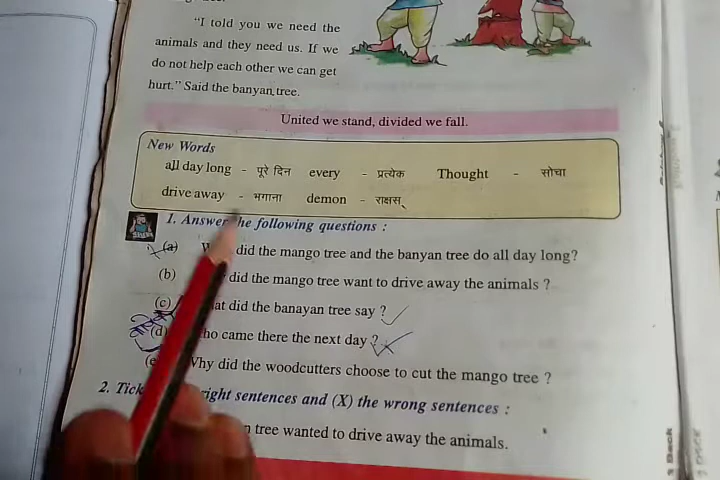 "I told you we need the
animals and they need us. If we
do not help each other we can get
hurt." Said the banyan tree.
United we stand, divided we fall.
New Words
all day long - पूरे दिन every - प्रत्येक Thought - सोचा
drive away - भगाना demon - राक्षस्
1. Answer the following questions :
(a) did the mango tree and the banyan tree do all day long?
(b) did the mango tree want to drive away the animals ?
(c) did the banayan tree say ?
(d) came there the next day ?
(e) Why did the woodcutters choose to cut the mango tree ?
2. Tick right sentences and (X) the wrong sentences :
tree wanted to drive away the animals.